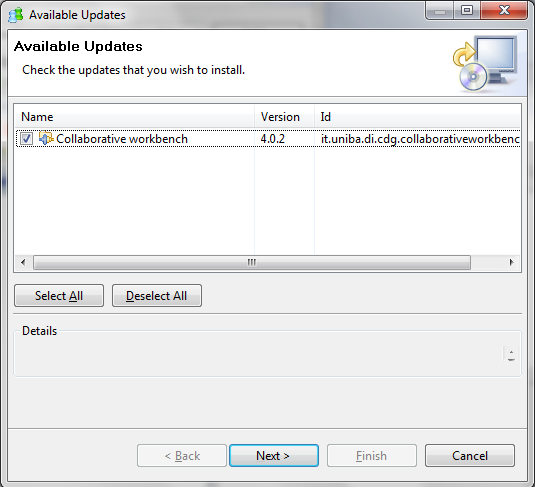 Available Updates
Available Updates
Check the updates that you wish to install.
Name Version Id
Collaborative workbench 4.0.2 it.uniba.di.cdg.collaborativeworkbenc
Select All Deselect All
Details
< Back Next > Finish Cancel